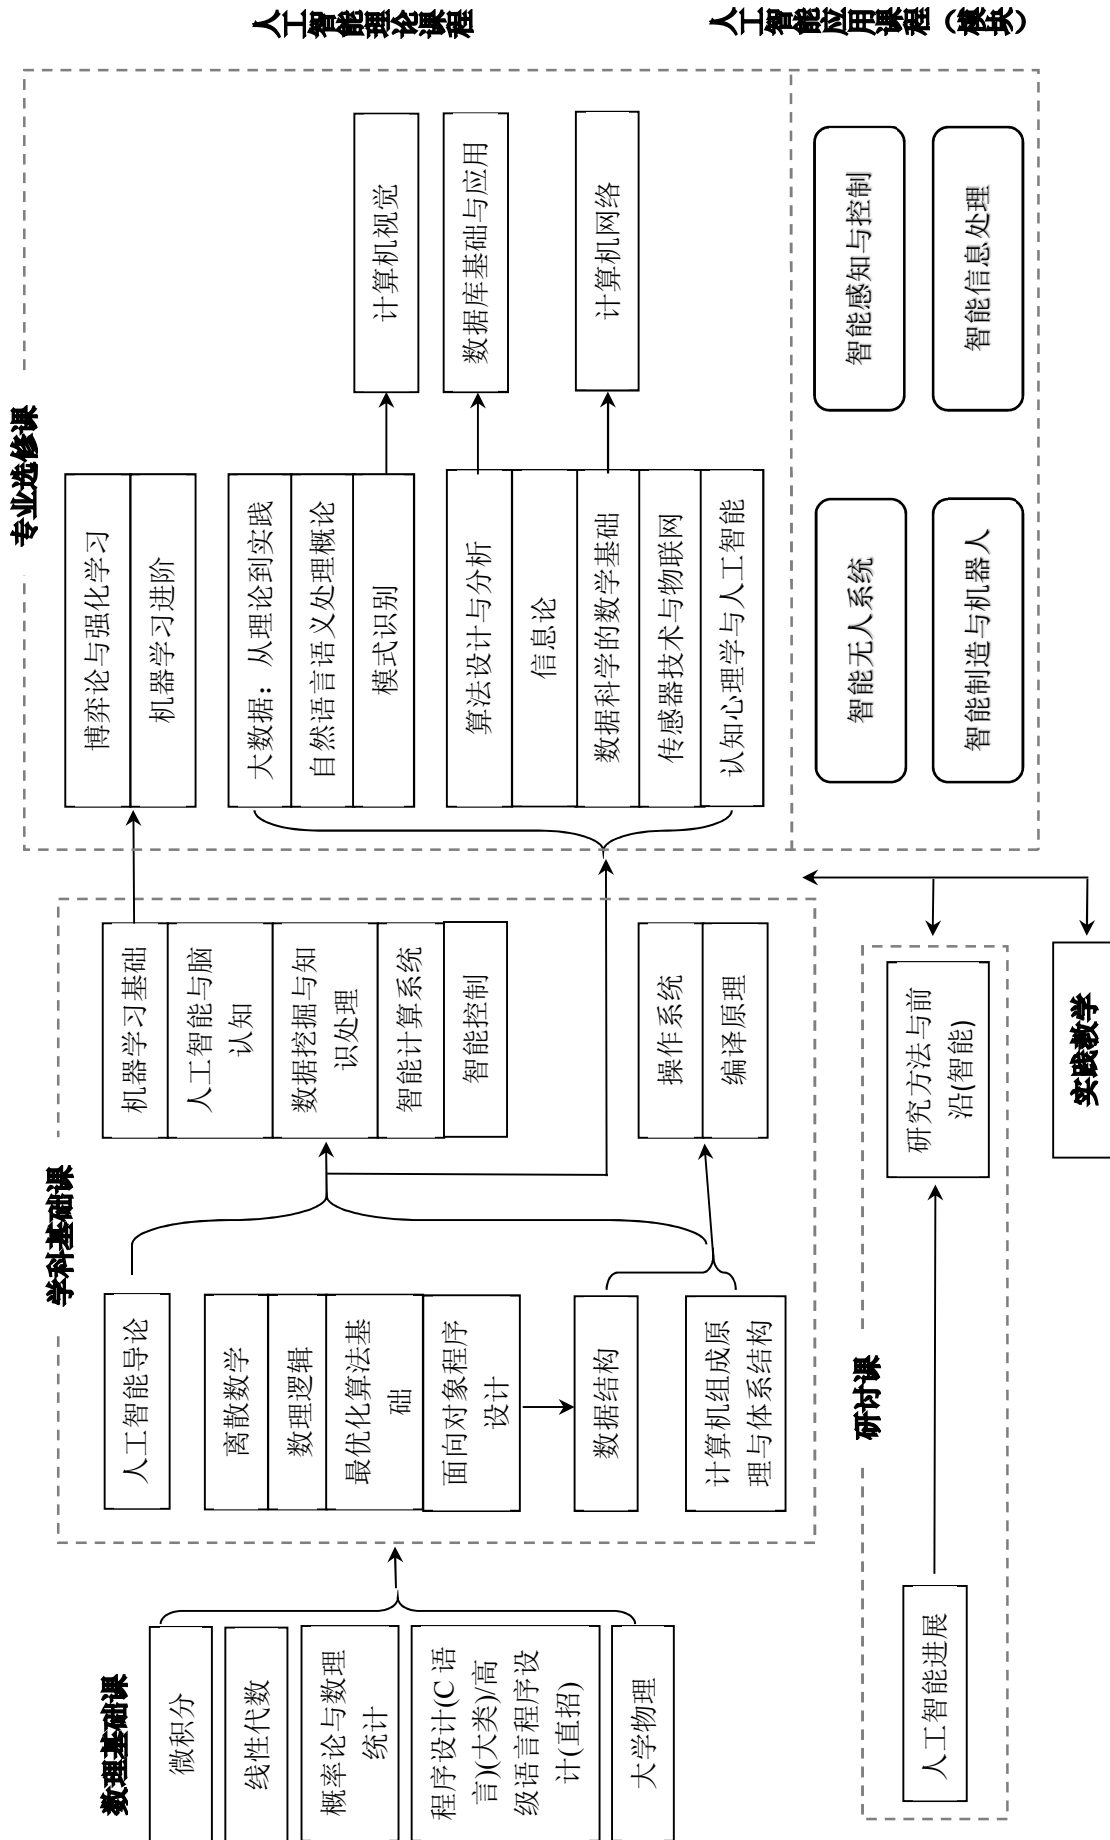 数理基础课
微积分
线性代数
概率论与数理
统计
程序设计(C 语
言)(大类)/高
级语言程序设
计(直招)
大学物理
学科基础课
人工智能导论
离散数学
数理逻辑
最优化算法基
础
面向对象程序
设计
数据结构
计算机组成原
理与体系结构
机器学习基础
人工智能与脑
认知
数据挖掘与知
识处理
智能计算系统
智能控制
操作系统
编译原理
专业选修课
人工智能理论课程
博弈论与强化学习
机器学习进阶
大数据：从理论到实践
自然语言语义处理概论
模式识别
算法设计与分析
信息论
数据科学的数学基础
传感器技术与物联网
认知心理学与人工智能
计算机视觉
数据库基础与应用
计算机网络
人工智能应用课程（模块）
智能无人系统
智能制造与机器人
智能感知与控制
智能信息处理
研讨课
人工智能进展
研究方法与前
沿(智能)
实践教学